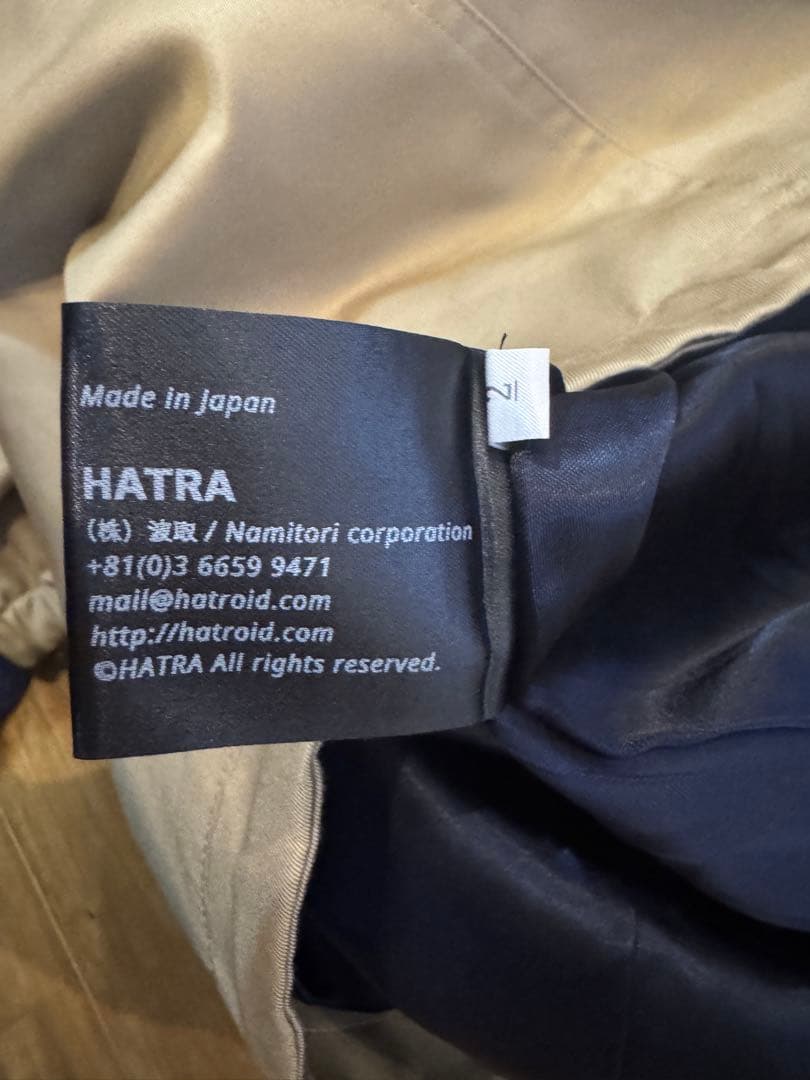 Made in Japan
HATRA
（株） 波取 / Namitori corporation
+81(0)3 6659 9471
mail@hatroid.com
http://hatroid.com
©HATRA All rights reserved.
2